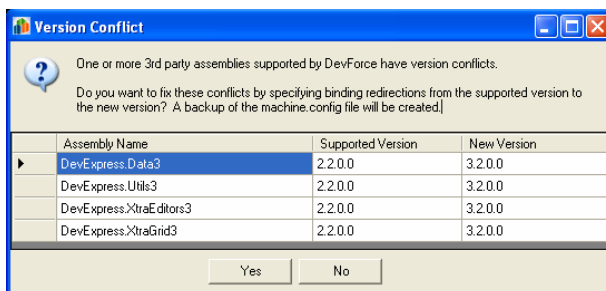 Version Conflict
One or more 3rd party assemblies supported by DevForce have version conflicts.
Do you want to fix these conflicts by specifying binding redirections from the supported version to
the new version? A backup of the machine.config file will be created.
Assembly Name Supported Version New Version
DevExpress.Data3 2.2.0.0 3.2.0.0
DevExpress.Utils3 2.2.0.0 3.2.0.0
DevExpress.XtraEditors3 2.2.0.0 3.2.0.0
DevExpress.XtraGrid3 2.2.0.0 3.2.0.0
Yes No